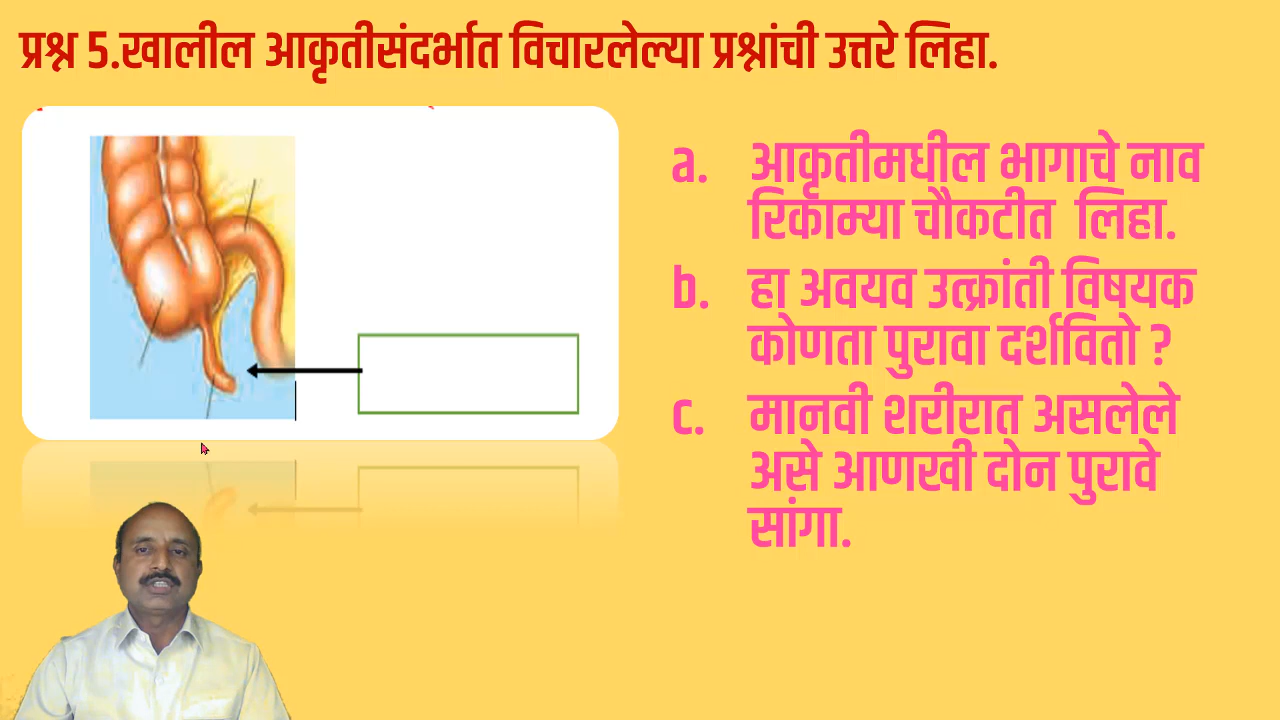 प्रश्न 5.खालील आकृतीसंदर्भात विचारलेल्या प्रश्नांची उत्तरे लिहा.
a. आकृतीमधील भागाचे नाव
रिकाम्या चौकटीत लिहा.
b. हा अवयव उत्क्रांती विषयक
कोणता पुरावा दर्शवितो ?
c. मानवी शरीरात असलेले
असे आणखी दोन पुरावे
सांगा.